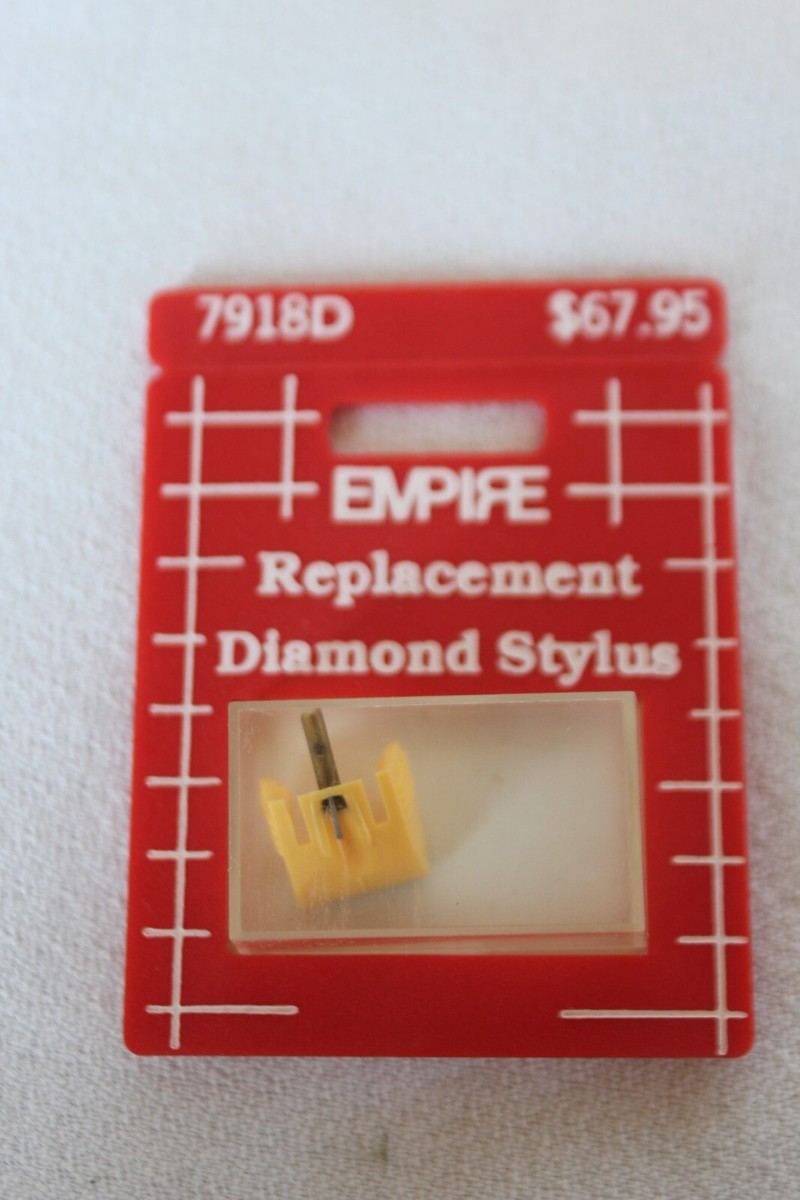 7918D $67.95
EMPIRE
Replacement
Diamond Stylus